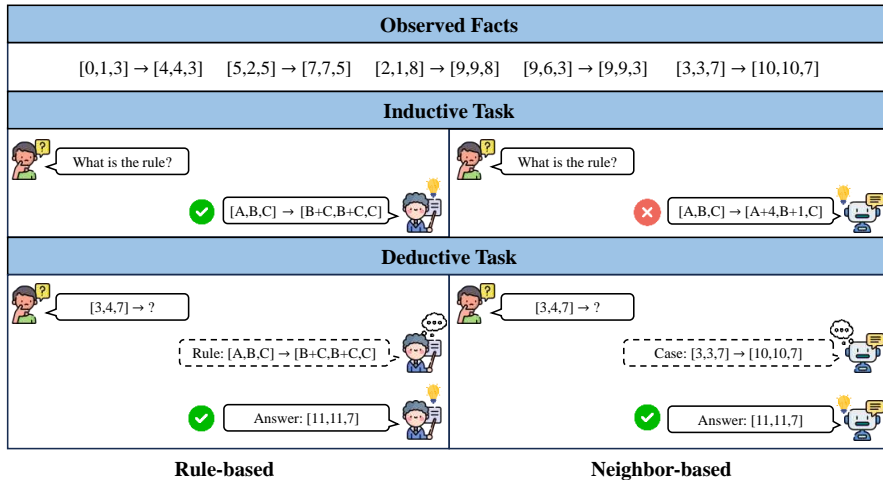 Observed Facts
[0,1,3] → [4,4,3] [5,2,5] → [7,7,5] [2,1,8] → [9,9,8] [9,6,3] → [9,9,3] [3,3,7] → [10,10,7]
Inductive Task
What is the rule?
[A,B,C] → [B+C,B+C,C]
What is the rule?
[A,B,C] → [A+4,B+1,C]
Deductive Task
[3,4,7] → ?
Rule: [A,B,C] → [B+C,B+C,C]
Answer: [11,11,7]
[3,4,7] → ?
Case: [3,3,7] → [10,10,7]
Answer: [11,11,7]
Rule-based
Neighbor-based